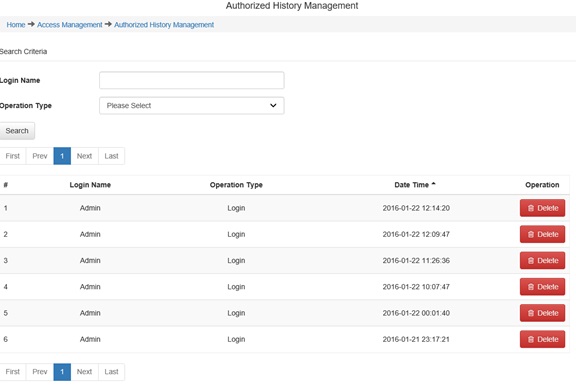 Authorized History Management
Home Access Management Authorized History Management
Search Criteria
Login Name
Operation Type Please Select
Search
First Prev 1 Next Last
# Login Name Operation Type Date Time Operation
1 Admin Login 2016-01-22 12:14:20 Delete
2 Admin Login 2016-01-22 12:09:47 Delete
3 Admin Login 2016-01-22 11:26:36 Delete
4 Admin Login 2016-01-22 10:07:47 Delete
5 Admin Login 2016-01-22 00:01:40 Delete
6 Admin Login 2016-01-21 23:17:21 Delete
First Prev 1 Next Last